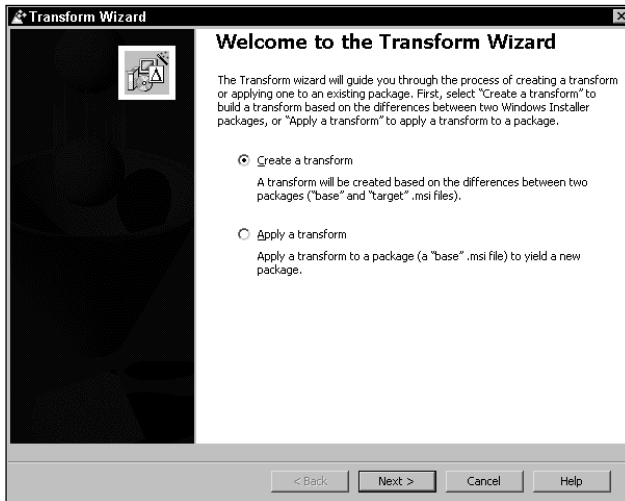 Transform Wizard
Welcome to the Transform Wizard
The Transform wizard will guide you through the process of creating a transform
or applying one to an existing package. First, select "Create a transform" to
build a transform based on the differences between two Windows Installer
packages, or "Apply a transform" to apply a transform to a package.
Create a transform
A transform will be created based on the differences between two
packages ("base" and "target" .msi files).
Apply a transform
Apply a transform to a package (a "base" .msi file) to yield a new
package.
< Back
Next >
Cancel
Help